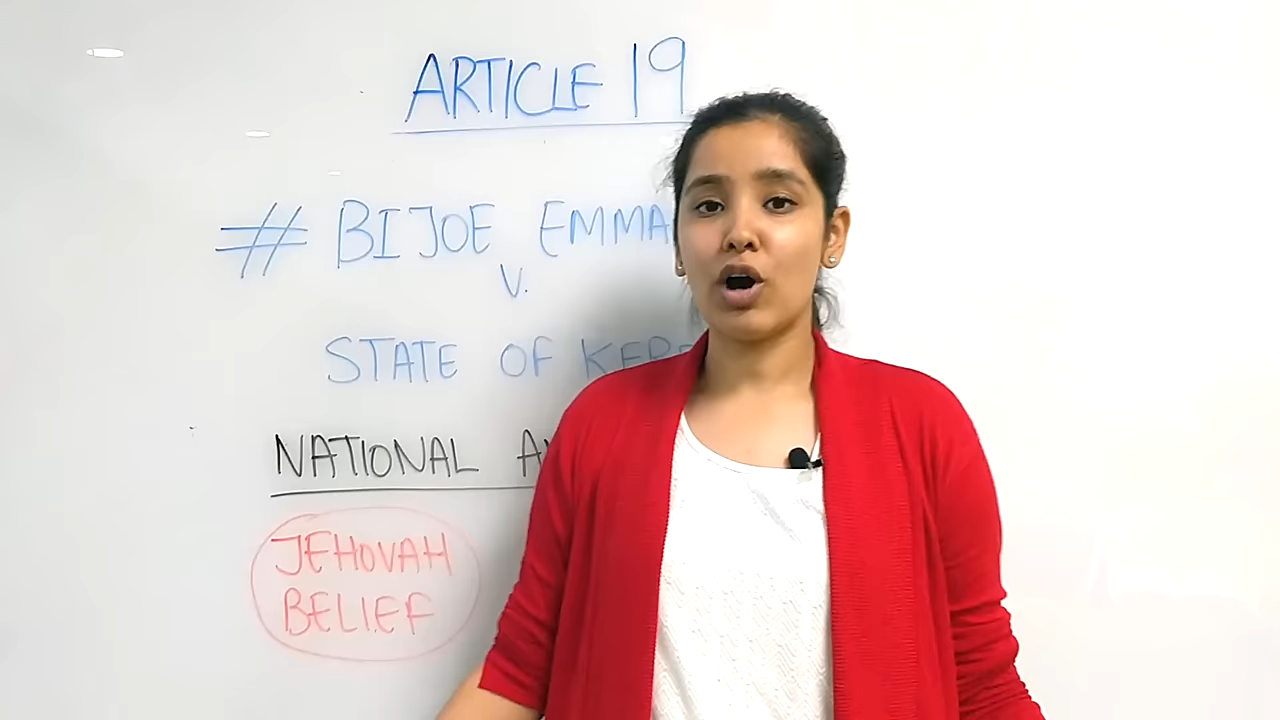 ARTICLE 19
# BIJOE EMMA
V.
STATE OF KER
NATIONAL A
JEHOVAH
BELIEF